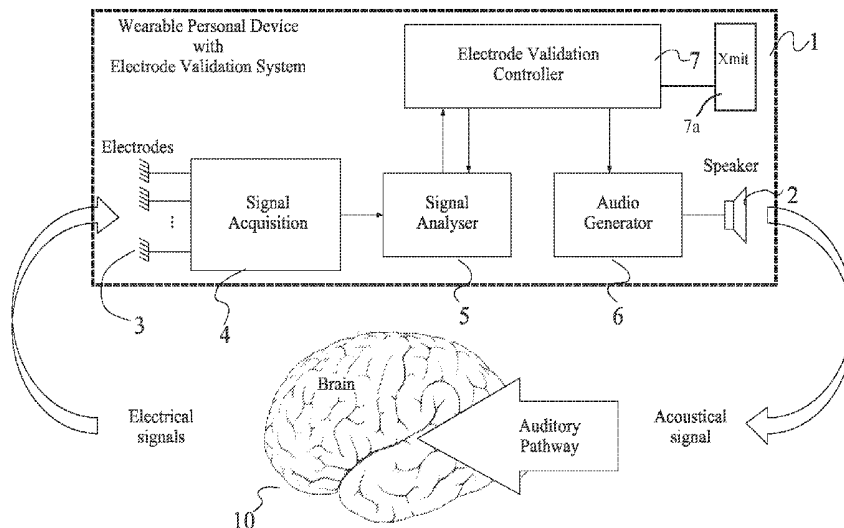 Wearable Personal Device
with
Electrode Validation System
Electrode Validation
Controller
7
Xmit
7a
1
Electrodes
Signal
Acquisition
Signal
Analyser
Audio
Generator
Speaker
2
3
4
5
6
Brain
Electrical
signals
Auditory
Pathway
Acoustical
signal
10